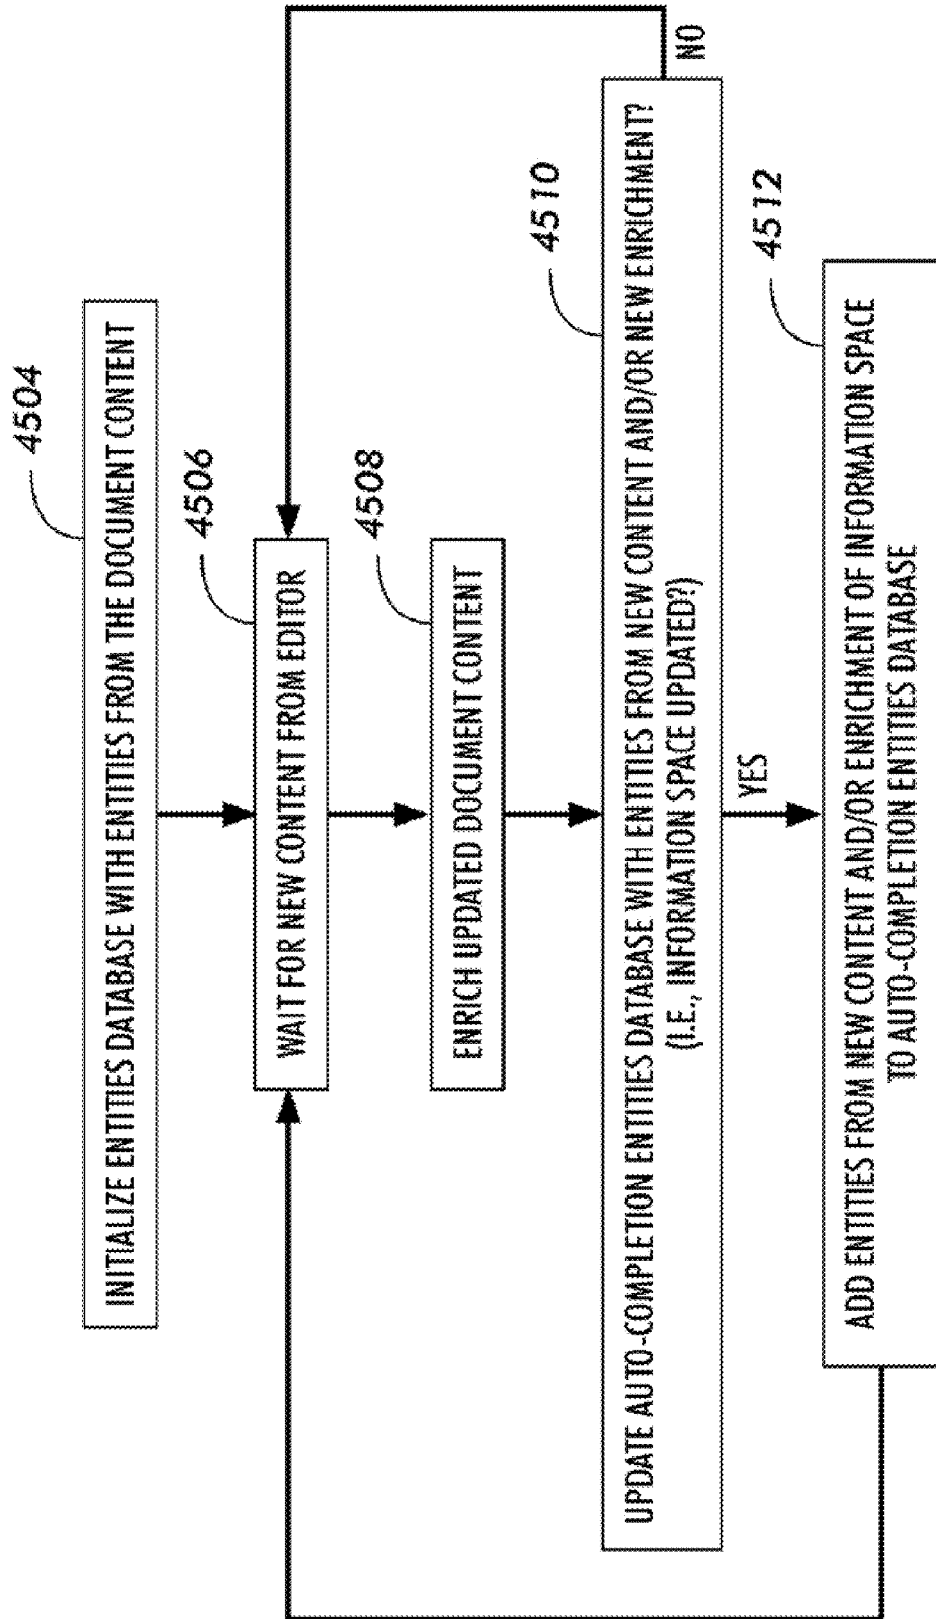 4504
INITIALIZE ENTITIES DATABASE WITH ENTITIES FROM THE DOCUMENT CONTENT
4506
WAIT FOR NEW CONTENT FROM EDITOR
4508
ENRICH UPDATED DOCUMENT CONTENT
4510
UPDATE AUTO-COMPLETION ENTITIES DATABASE WITH ENTITIES FROM NEW CONTENT AND/OR NEW ENRICHMENT?
(I.E., INFORMATION SPACE UPDATED?)
NO
YES
4512
ADD ENTITIES FROM NEW CONTENT AND/OR ENRICHMENT OF INFORMATION SPACE
TO AUTO-COMPLETION ENTITIES DATABASE